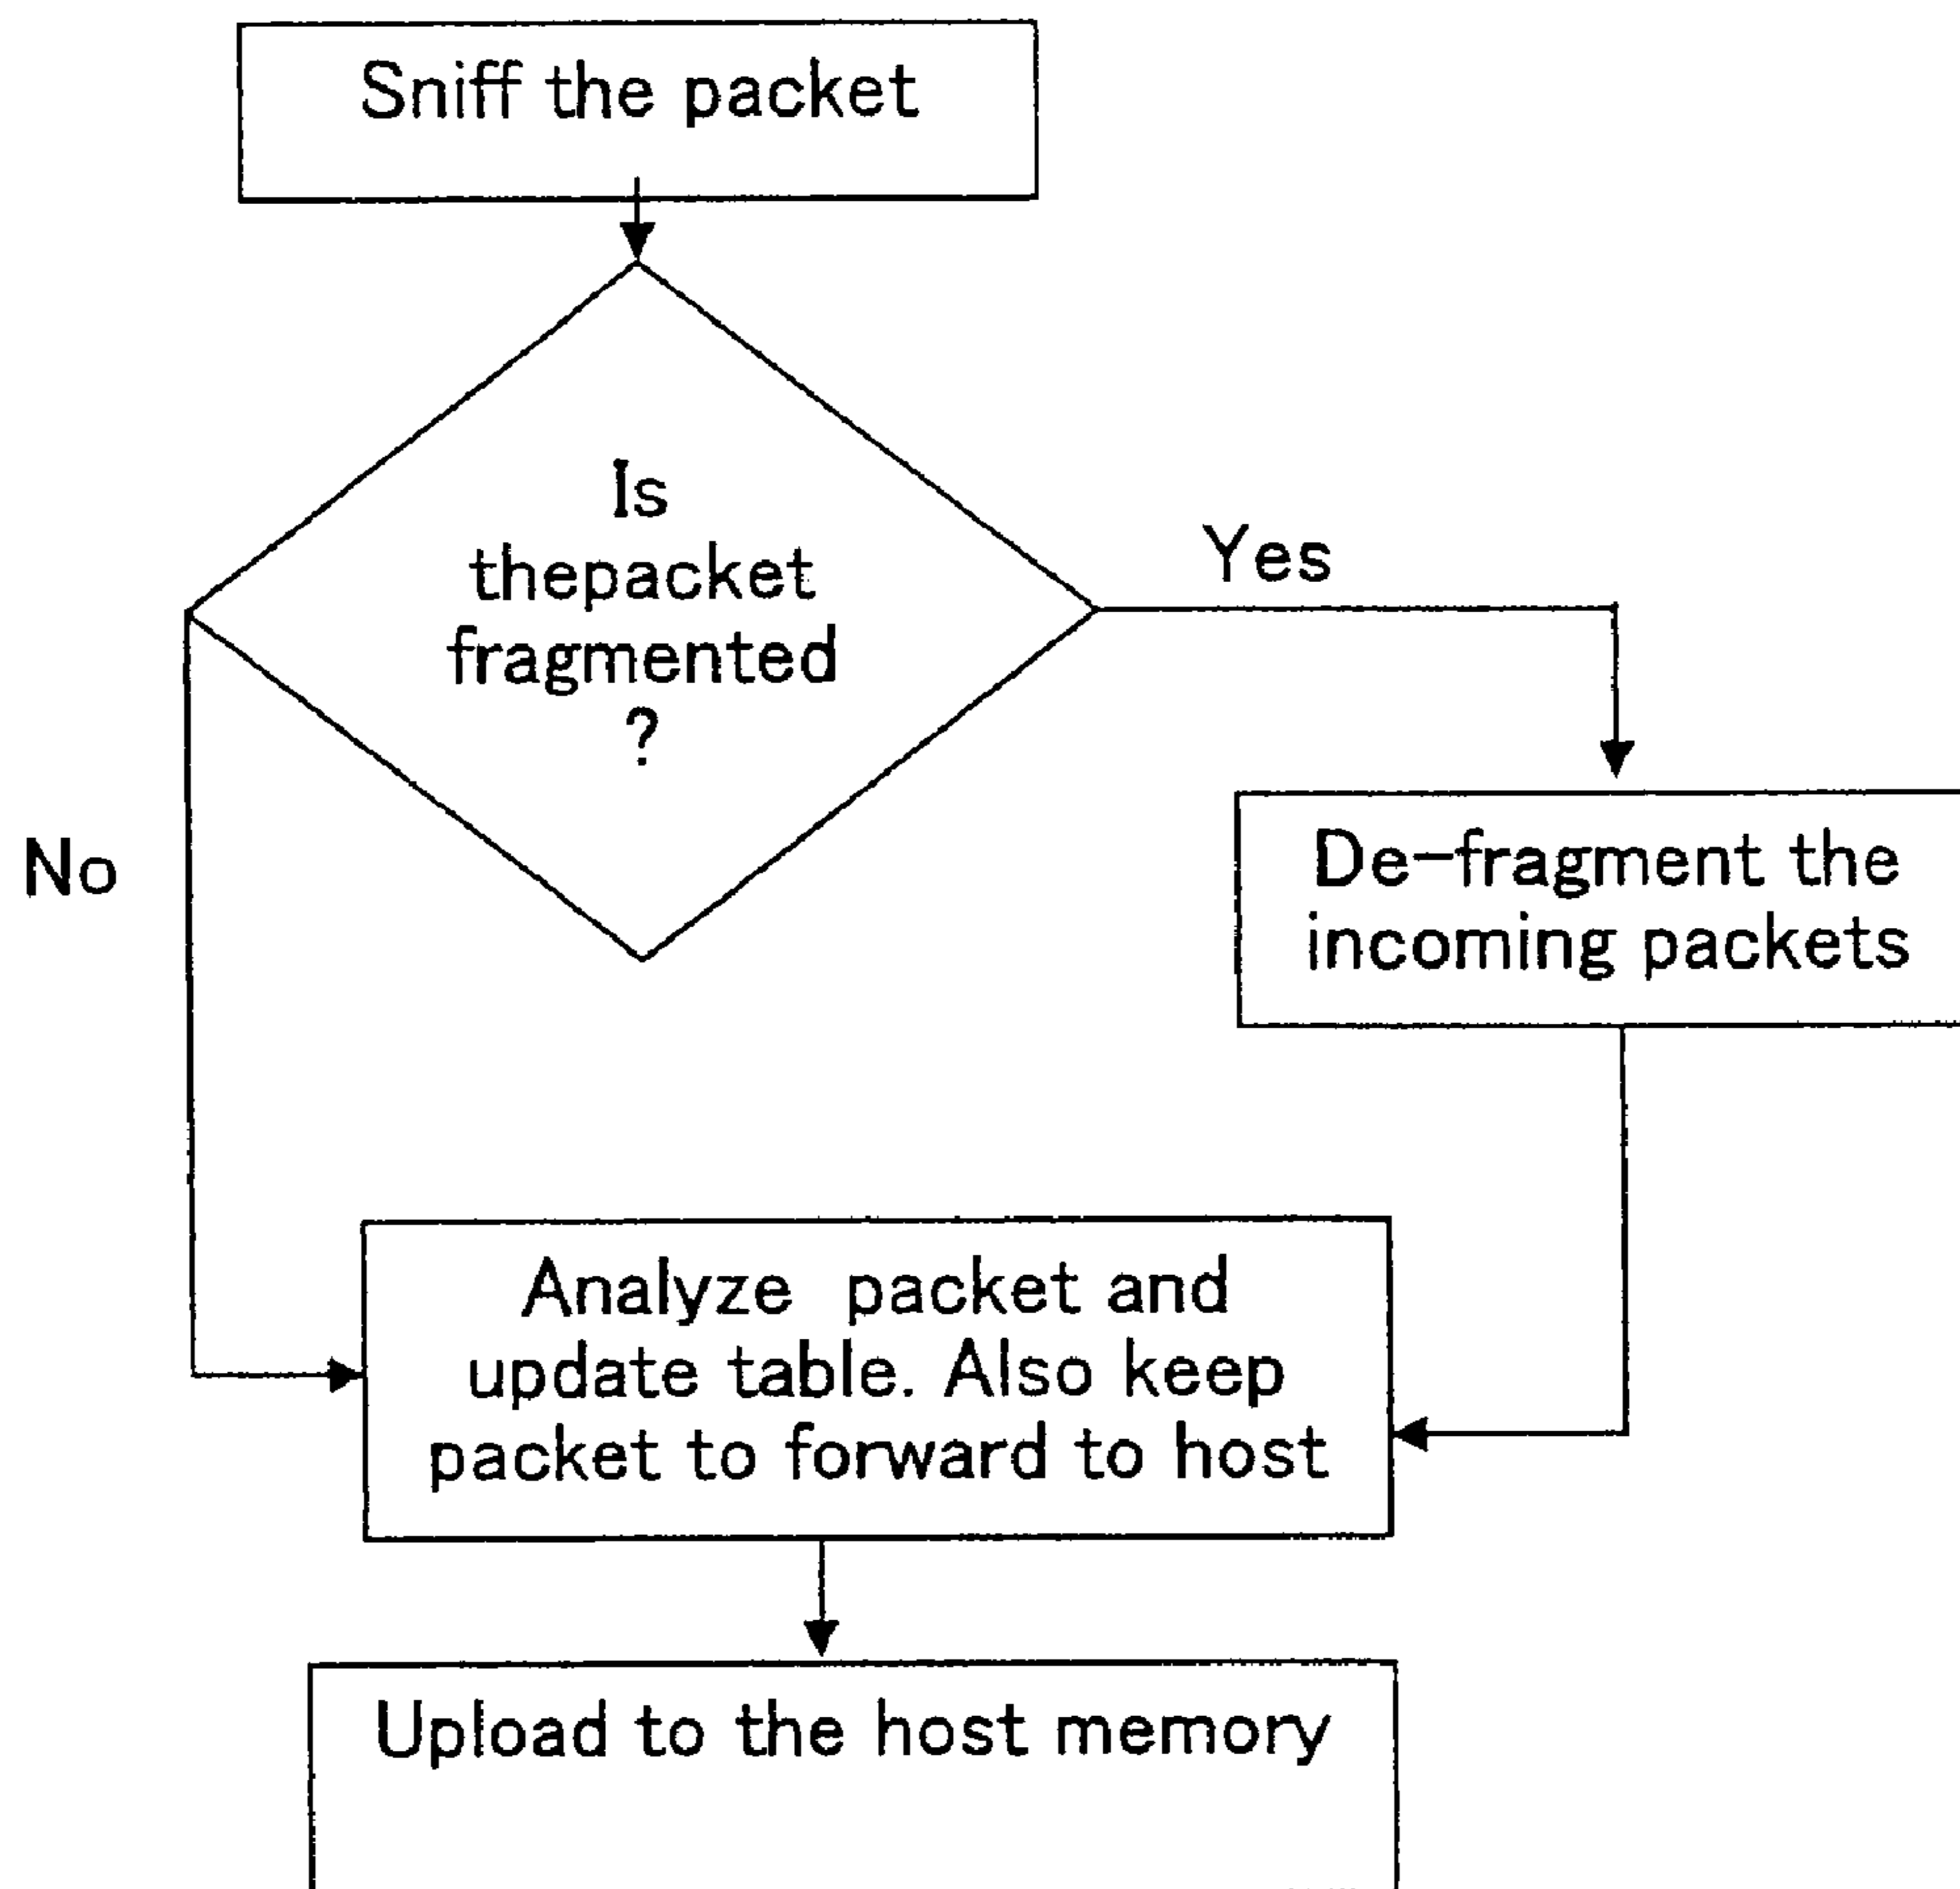 Sniff the packet
Is
thepacket
fragmented
?
Yes
No
De-fragment the
incoming packets
Analyze packet and
update table. Also keep
packet to forward to host
Upload to the host memory